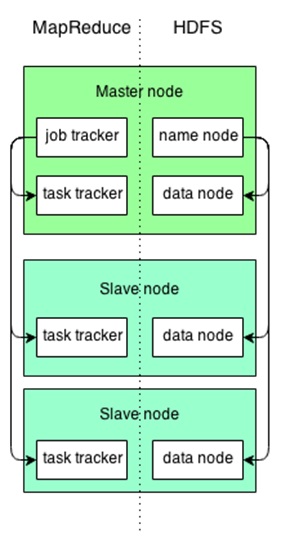 MapReduce HDFS
Master node
job tracker name node
task tracker data node
Slave node
task tracker data node
Slave node
task tracker data node